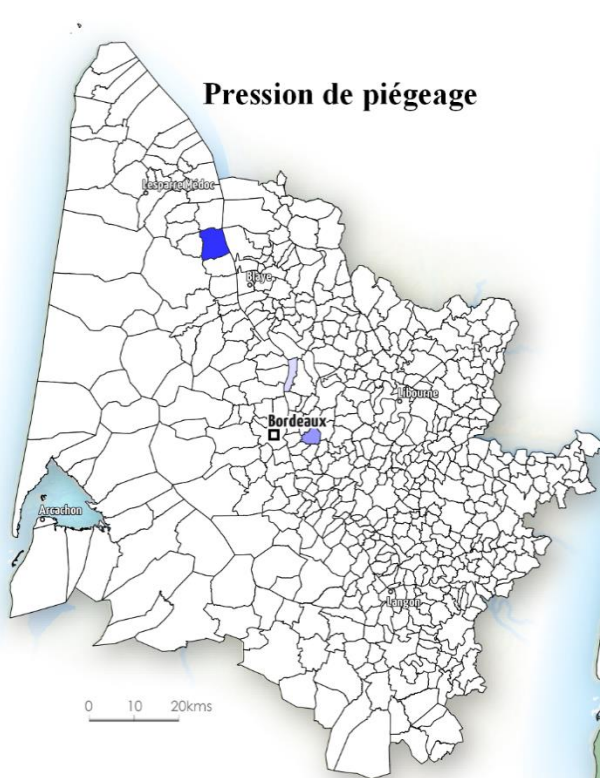 Pression de piégeage
Lesparre-Médoc
Blaye
Libourne
Bordeaux
Arcachon
Langon
0 10 20kms